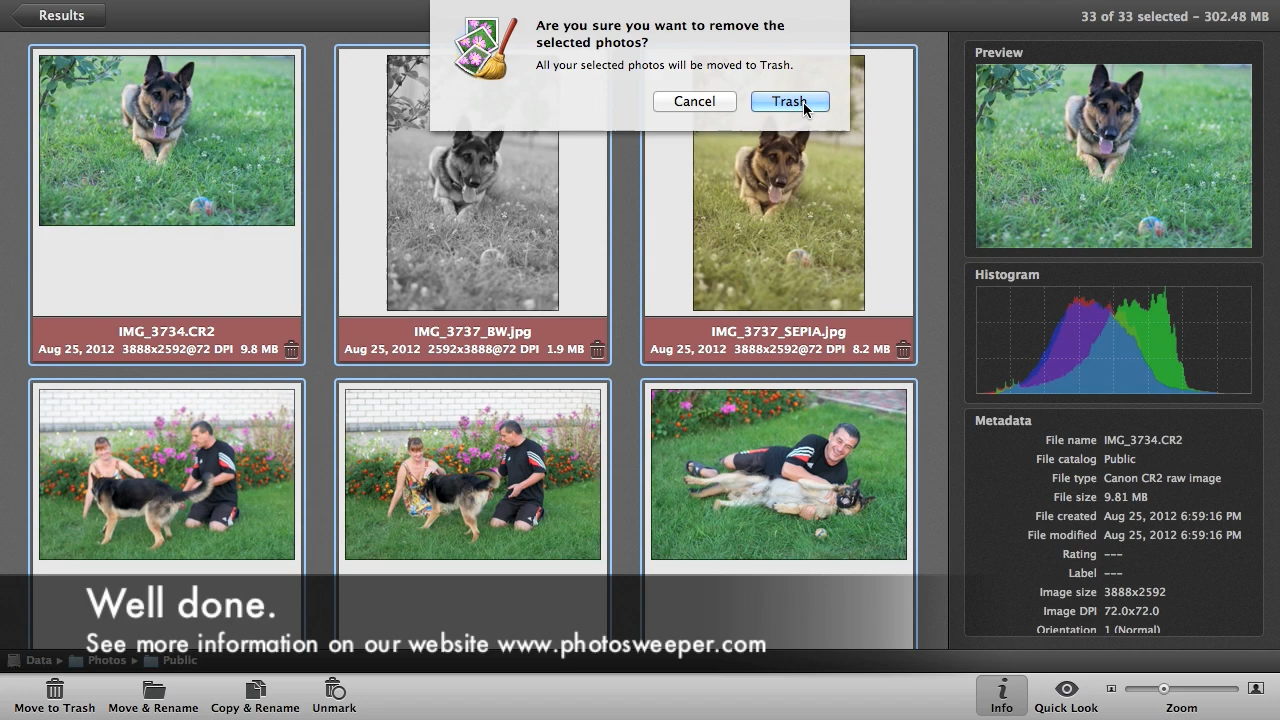 Results
33 of 33 selected - 302.48 MB
Are you sure you want to remove the
selected photos?
All your selected photos will be moved to Trash.
Cancel
Trash
IMG_3734.CR2
Aug 25, 2012 3888x2592@72 DPI 9.8 MB
IMG_3737_BW.jpg
Aug 25, 2012 2592x3888@72 DPI 1.9 MB
IMG_3737_SEPIA.jpg
Aug 25, 2012 3888x2592@72 DPI 8.2 MB
Preview
Histogram
Metadata
File name IMG_3734.CR2
File catalog Public
File type Canon CR2 raw image
File size 9.81 MB
File created Aug 25, 2012 6:59:16 PM
File modified Aug 25, 2012 6:59:16 PM
Rating ---
Label ---
Image size 3888x2592
Image DPI 72.0x72.0
Orientation 1 (Normal)
Well done.
See more information on our website www.photosweeper.com
Data ▸ Photos ▸ Public
Move to Trash
Move & Rename
Copy & Rename
Unmark
Info
Quick Look
Zoom